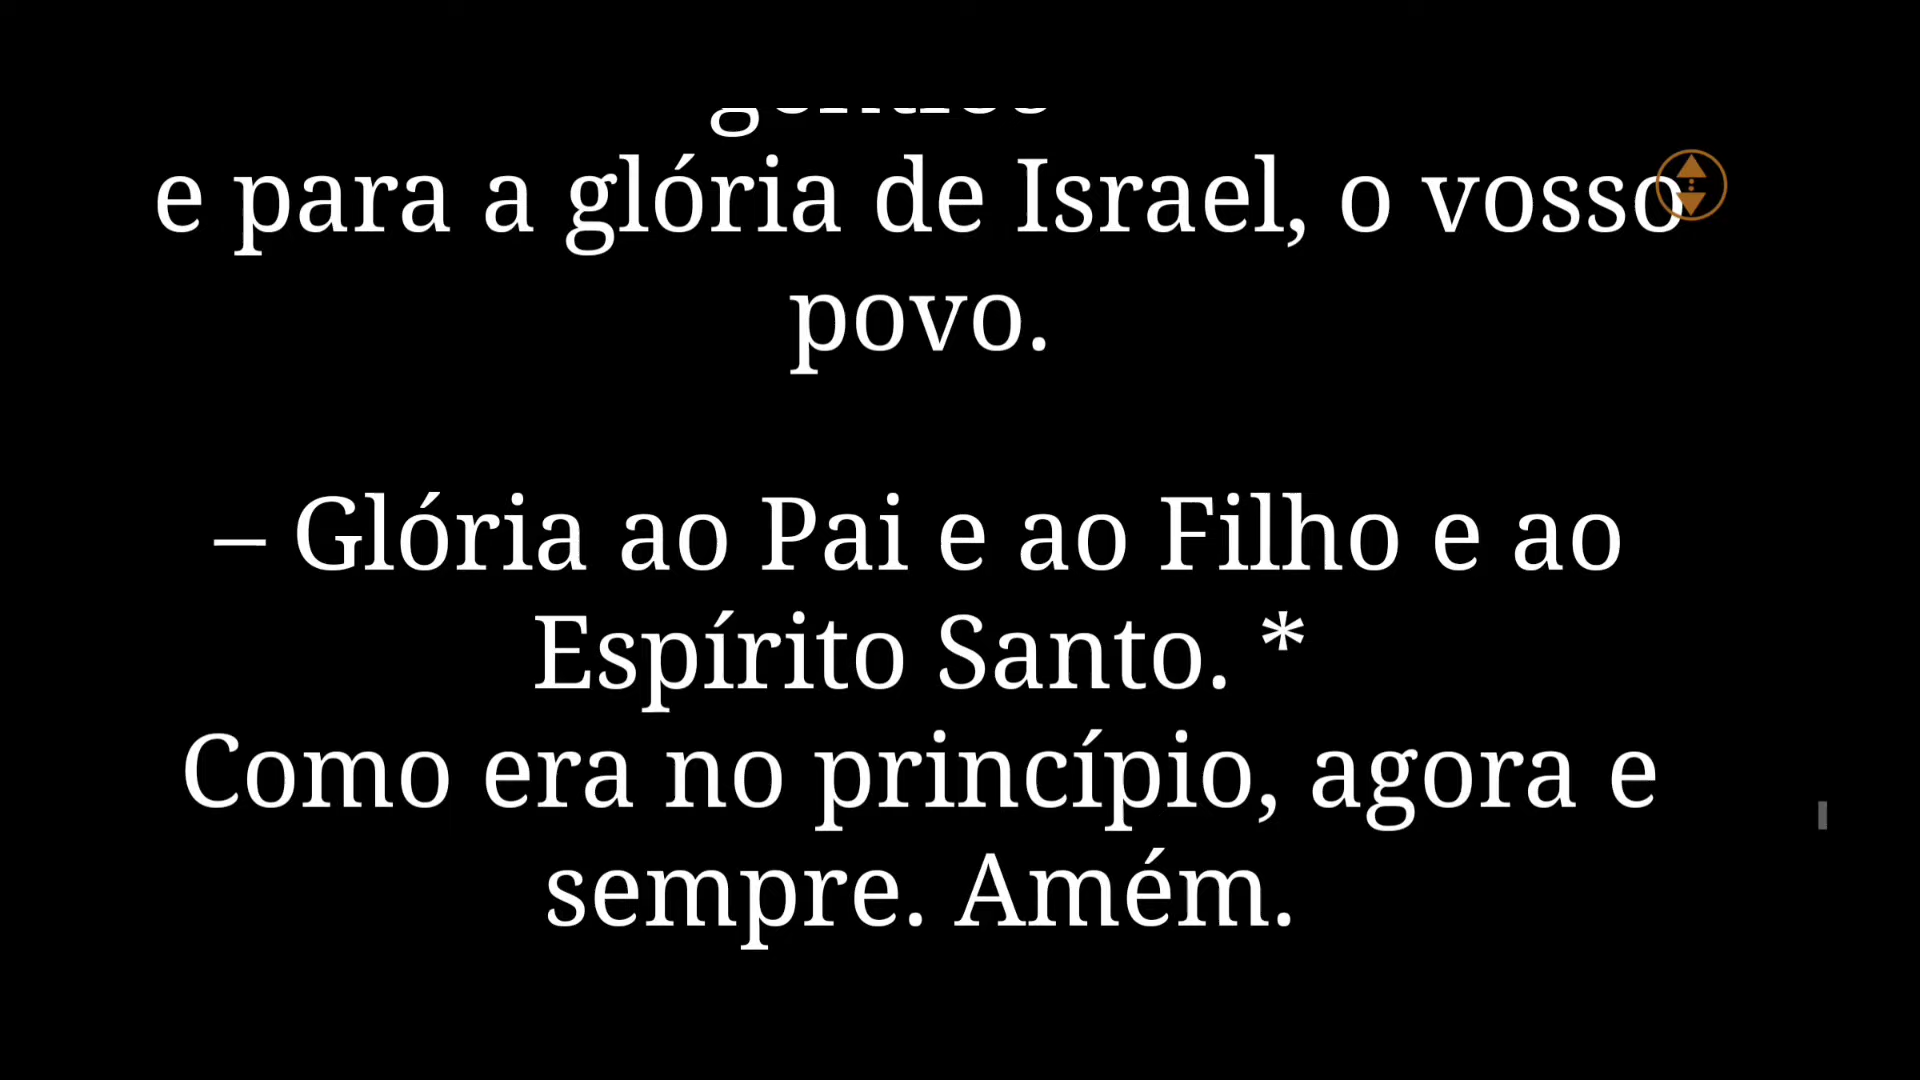 e para a glória de Israel, o vosso
povo.
– Glória ao Pai e ao Filho e ao
Espírito Santo. *
Como era no princípio, agora e
sempre. Amém.